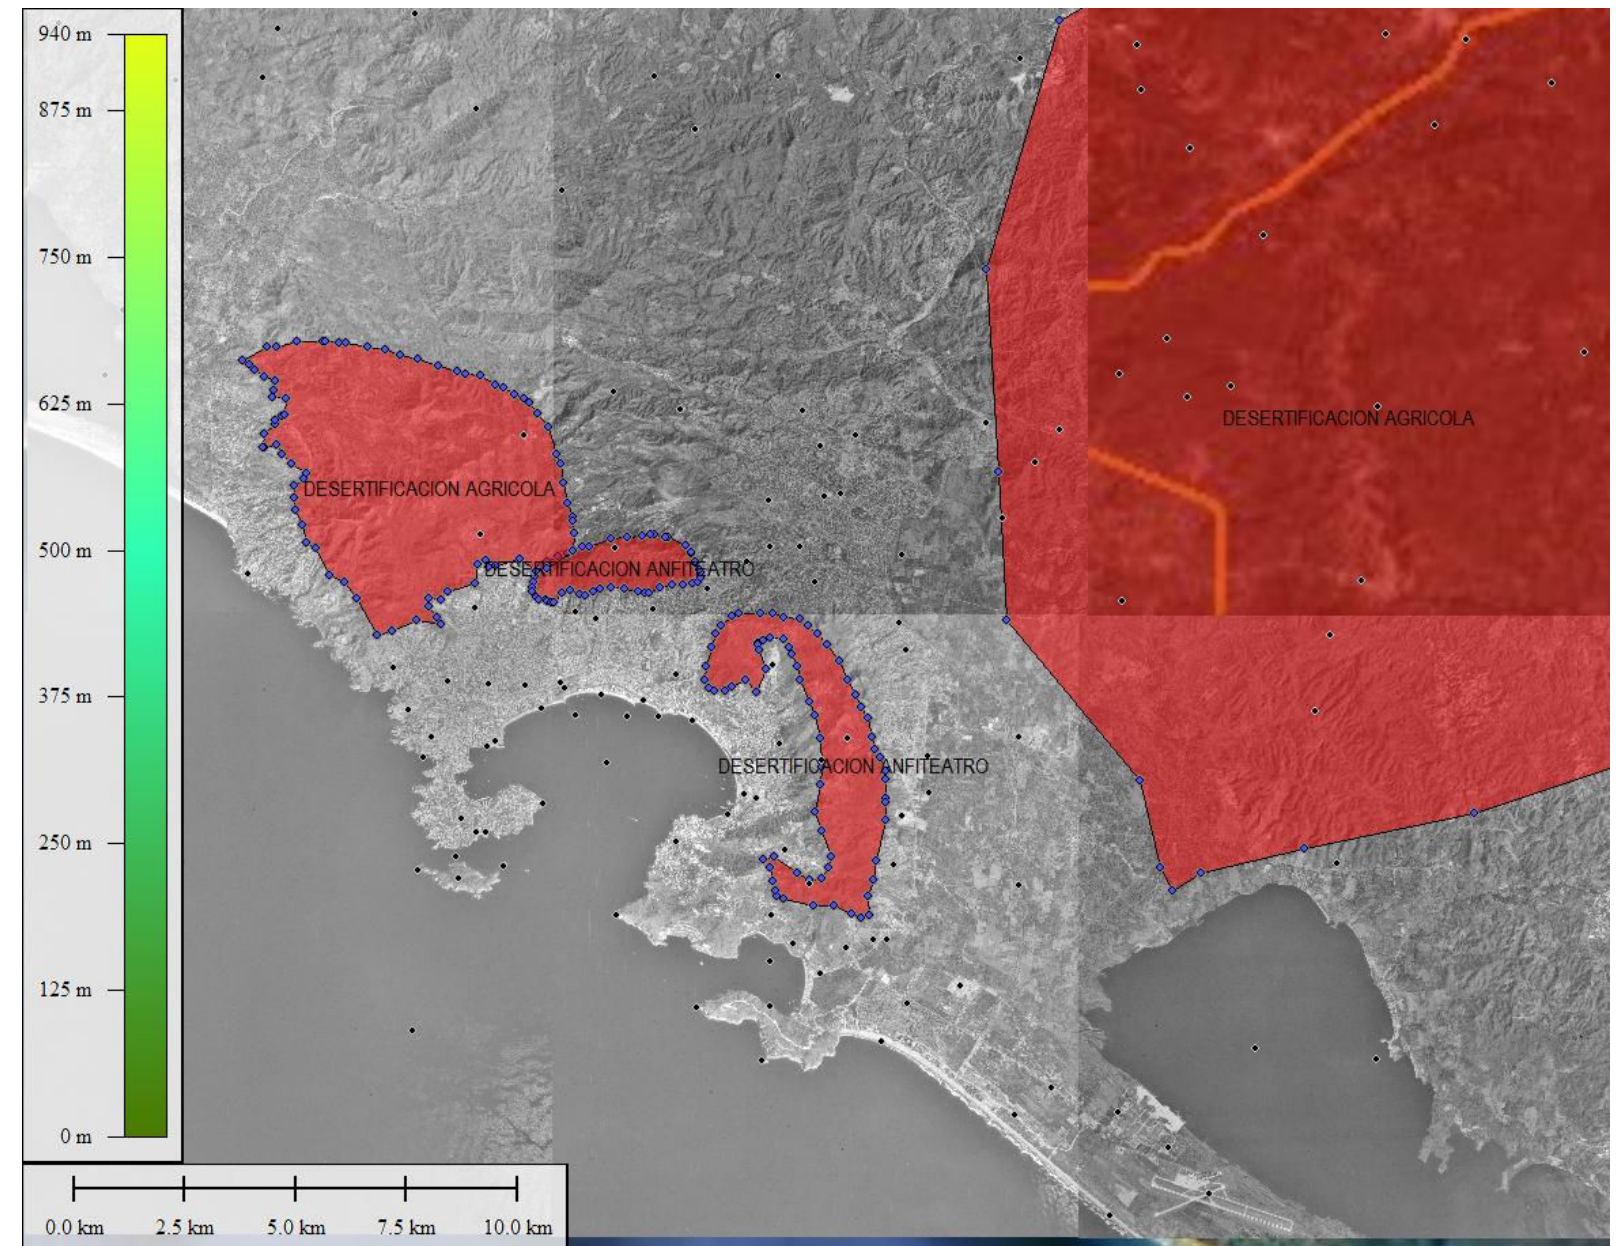 940 m
875 m
750 m
625 m
500 m
375 m
250 m
125 m
0 m
DESERTIFICACION AGRICOLA
DESERTIFICACION AGRICOLA
DESERTIFICACION ANFITEATRO
DESERTIFICACION ANFITEATRO
0.0 km 2.5 km 5.0 km 7.5 km 10.0 km